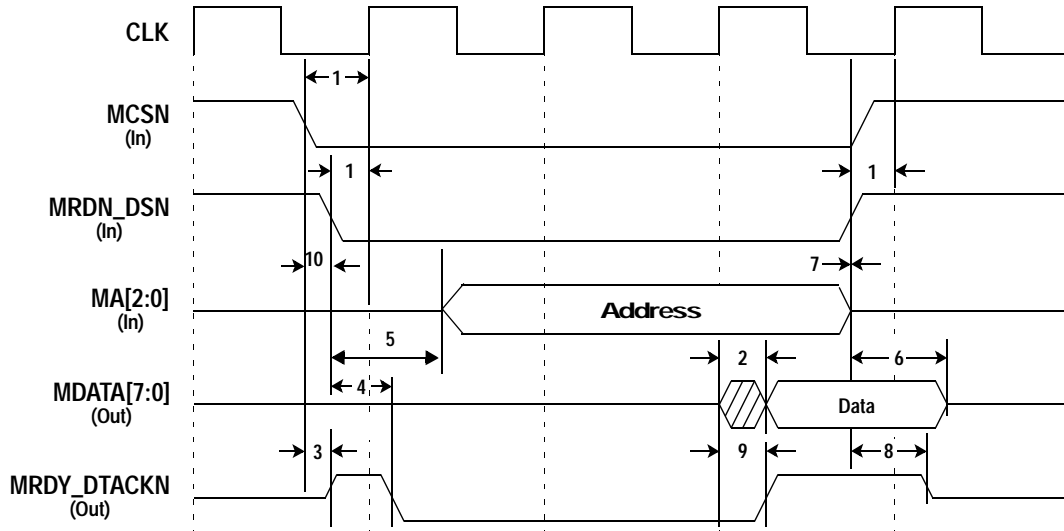 CLK
1
MCSN
(In)
1
1
MRDN_DSN
(In)
10
7
MA[2:0]
(In)
Address
5
2
6
4
MDATA[7:0]
(Out)
Data
3
9
8
MRDY_DTACKN
(Out)